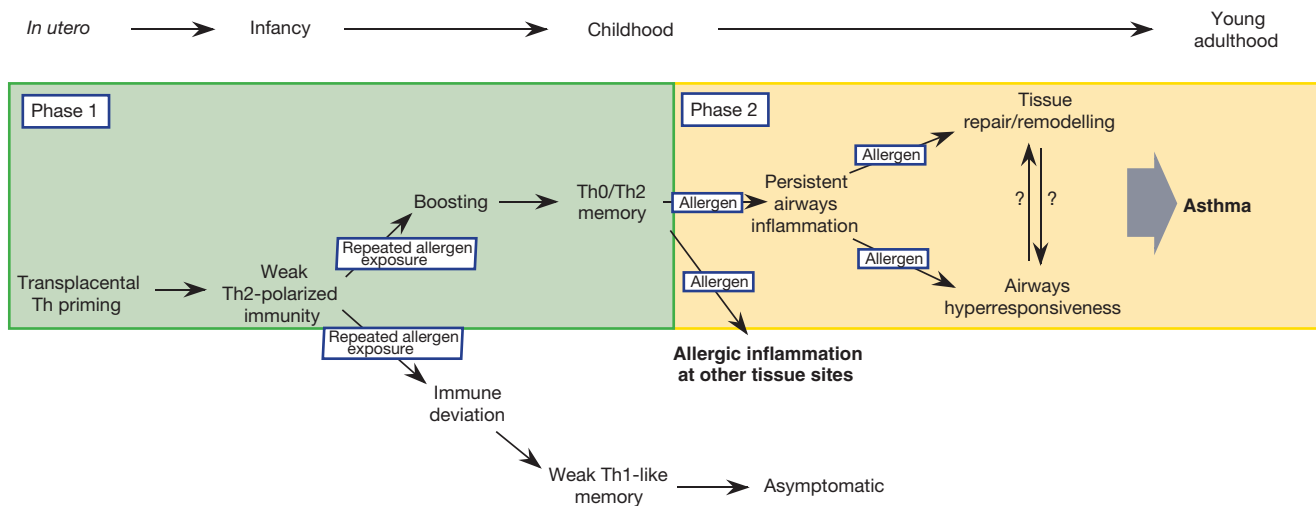 In utero
Infancy
Childhood
Young
adulthood
Phase 1
Phase 2
Tissue
repair/remodelling
Allergen
Boosting
Th0/Th2
memory
Allergen
Persistent
airways
inflammation
?
?
Asthma
Repeated allergen
exposure
Allergen
Transplacental
Th priming
Weak
Th2-polarized
immunity
Allergen
Airways
hyperresponsiveness
Repeated allergen
exposure
Allergic inflammation
at other tissue sites
Immune
deviation
Weak Th1-like
memory
Asymptomatic